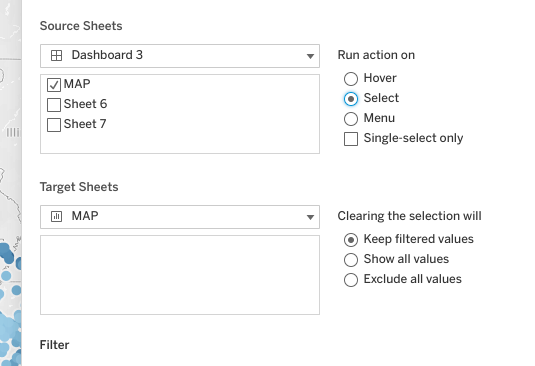 Source Sheets
Dashboard 3
MAP
Sheet 6
Sheet 7
Run action on
Hover
Select
Menu
Single-select only
Target Sheets
MAP
Clearing the selection will
Keep filtered values
Show all values
Exclude all values
Filter